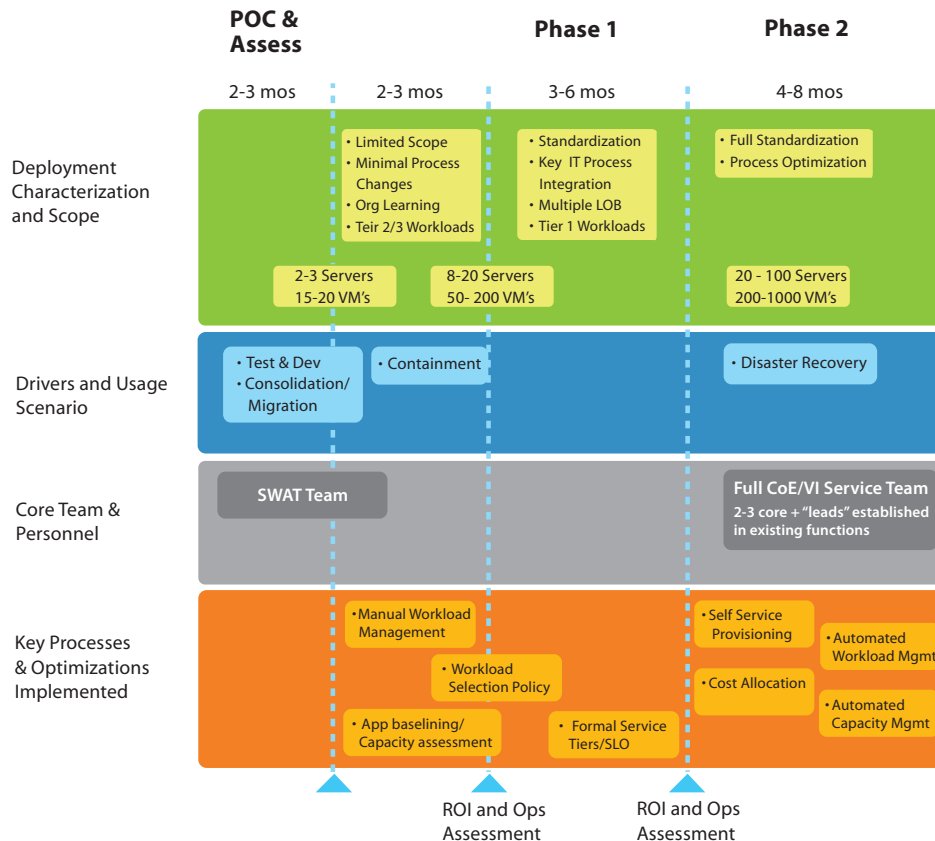 POC &
Assess
Phase 1
Phase 2
2-3 mos
2-3 mos
3-6 mos
4-8 mos
Deployment
Characterization
and Scope
• Limited Scope
• Minimal Process
Changes
• Org Learning
• Teir 2/3 Workloads
• Standardization
• Key IT Process
Integration
• Multiple LOB
• Tier 1 Workloads
• Full Standardization
• Process Optimization
2-3 Servers
15-20 VM's
8-20 Servers
50- 200 VM's
20 - 100 Servers
200-1000 VM's
Drivers and Usage
Scenario
• Test & Dev
• Consolidation/
Migration
• Containment
• Disaster Recovery
Core Team &
Personnel
SWAT Team
Full CoE/VI Service Team
2-3 core + “leads” established
in existing functions
Key Processes
& Optimizations
Implemented
• Manual Workload
Management
• Workload
Selection Policy
• App baselining/
Capacity assessment
• Formal Service
Tiers/SLO
• Self Service
Provisioning
• Automated
Workload Mgmt
• Cost Allocation
• Automated
Capacity Mgmt
ROI and Ops
Assessment
ROI and Ops
Assessment